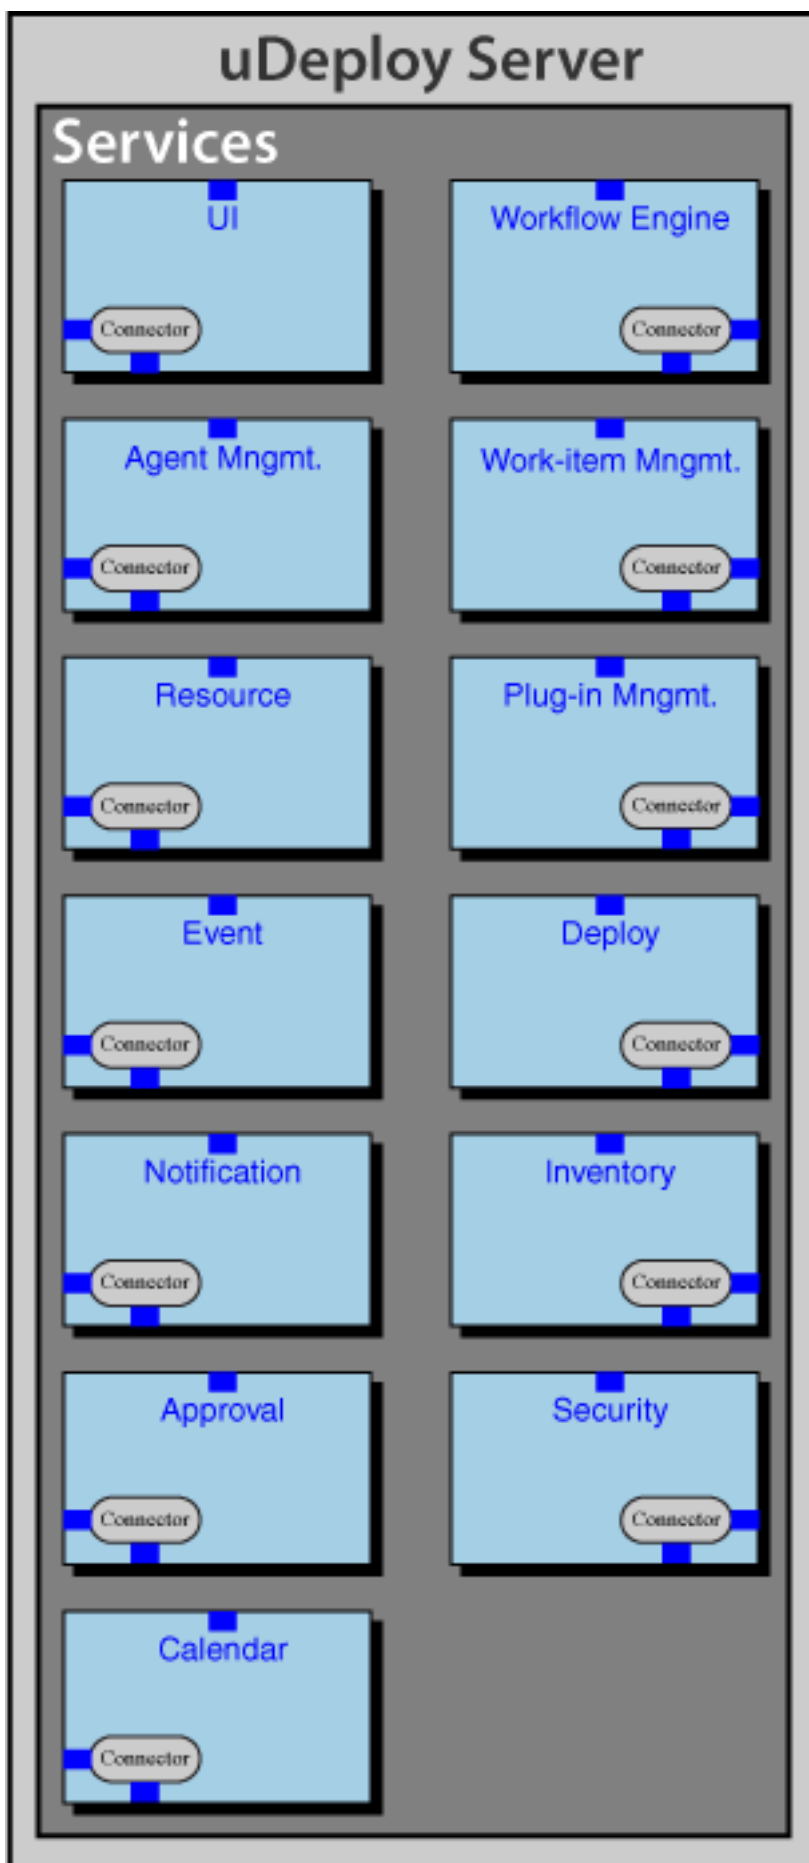 uDeploy Server
Services
UI
Workflow Engine
Connector
Connector
Agent Mngmt.
Work-item Mngmt.
Connector
Connector
Resource
Plug-in Mngmt.
Connector
Connector
Event
Deploy
Connector
Connector
Notification
Inventory
Connector
Connector
Approval
Security
Connector
Connector
Calendar
Connector